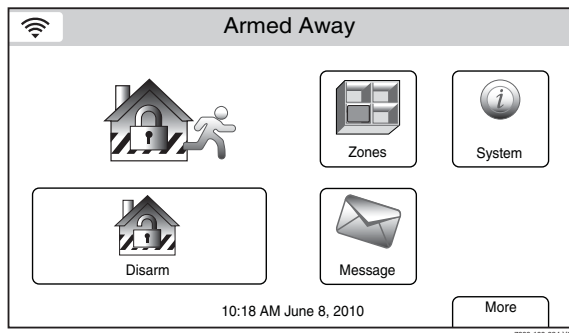 Armed Away
Zones
System
Disarm
Message
10:18 AM June 8, 2010
More